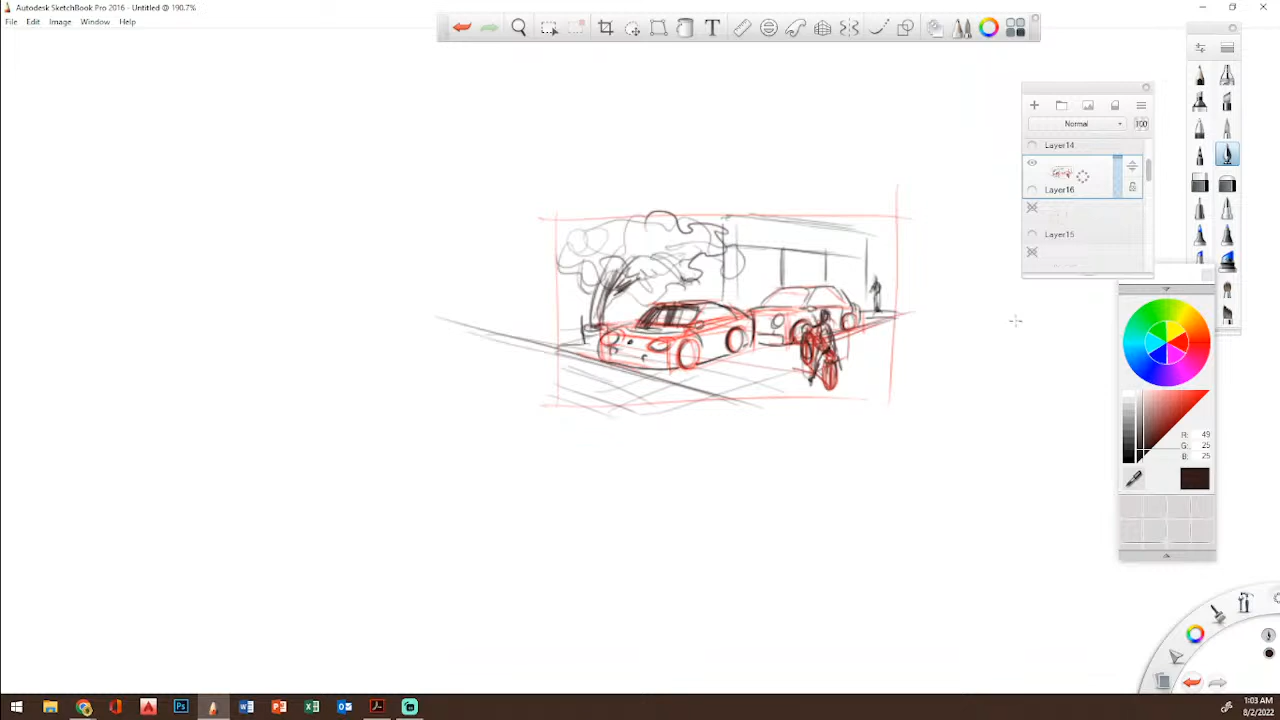 Autodesk SketchBook Pro 2016 - Untitled @ 190.7%
File Edit Image Window Help
T
Normal 100
Layer14
Layer16
Layer15
R: 49
G: 25
B: 25
1:03 AM
8/2/2022